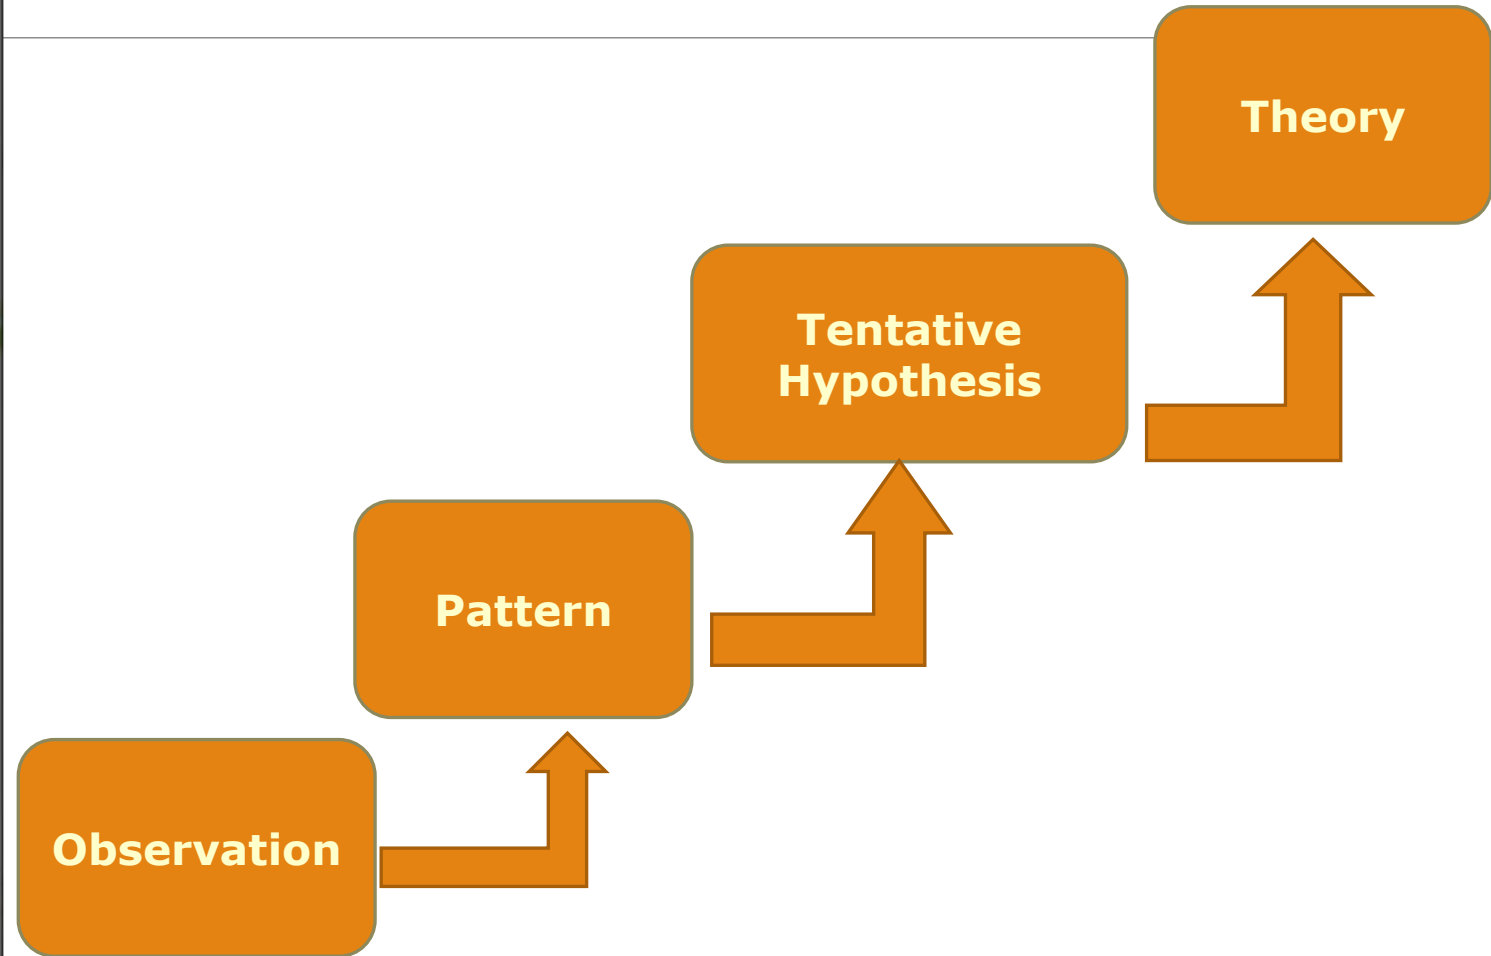 Theory
Tentative
Hypothesis
Pattern
Observation